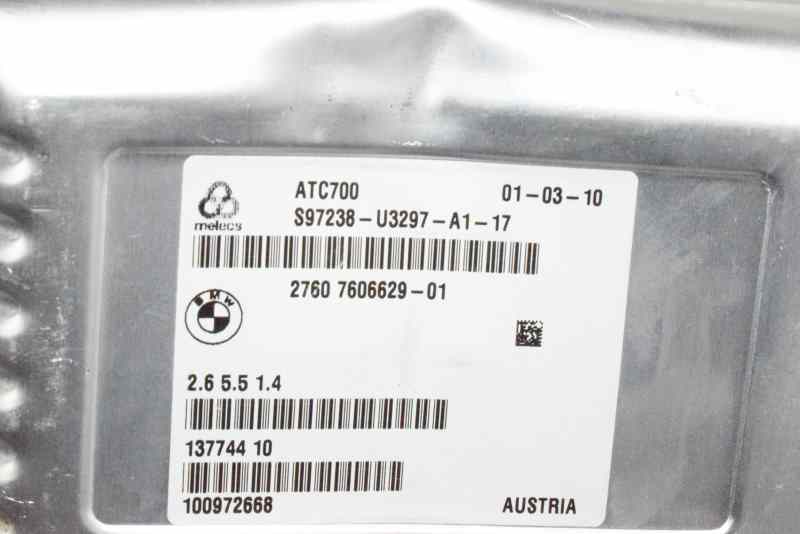 ATC700 01-03-10
melecs S97238-U3297-A1-17
2760 7606629-01
BMW
2.6 5.5 1.4
137744 10
100972668 AUSTRIA